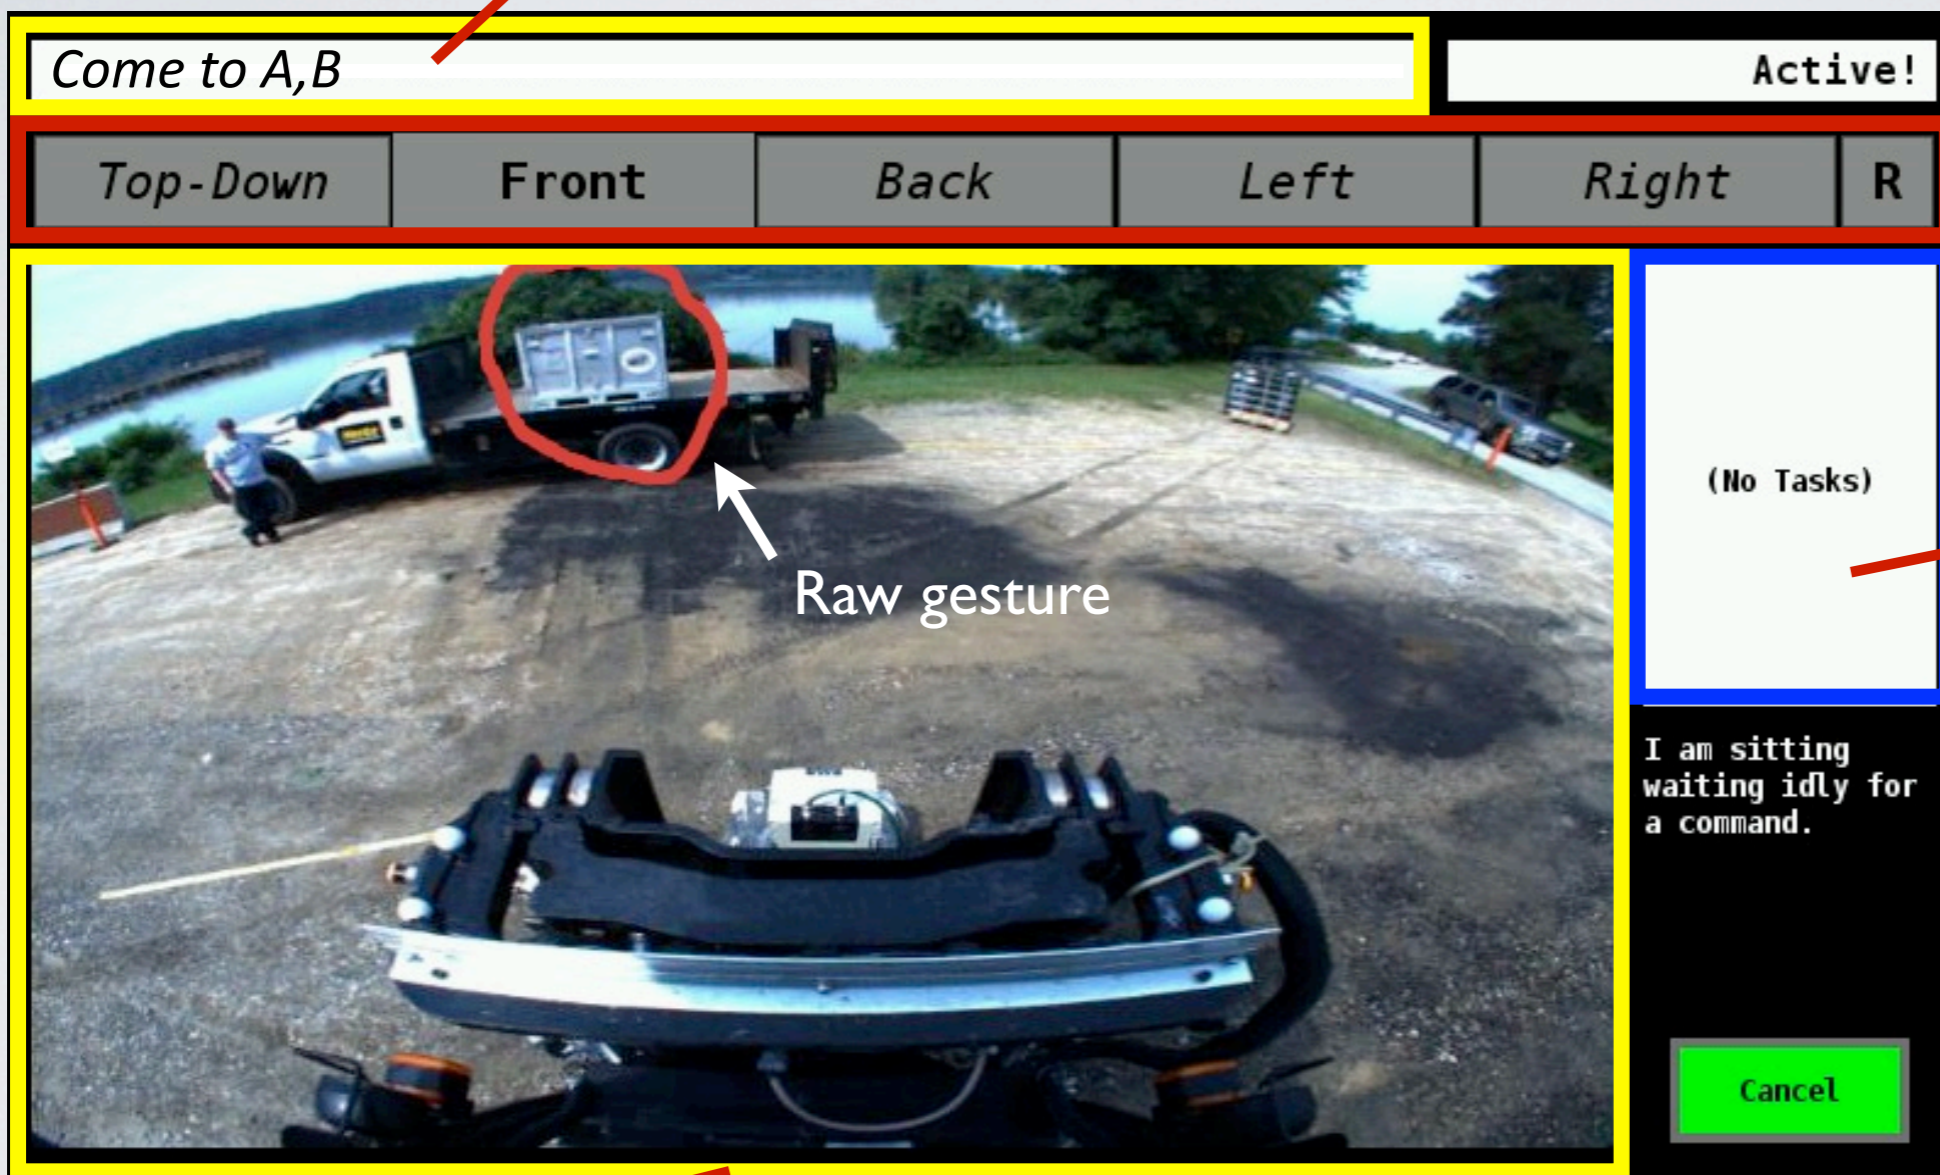 Come to A,B
Active!
Top-Down
Front
Back
Left
Right
R
Raw gesture
(No Tasks)
I am sitting
waiting idly for
a command.
Cancel